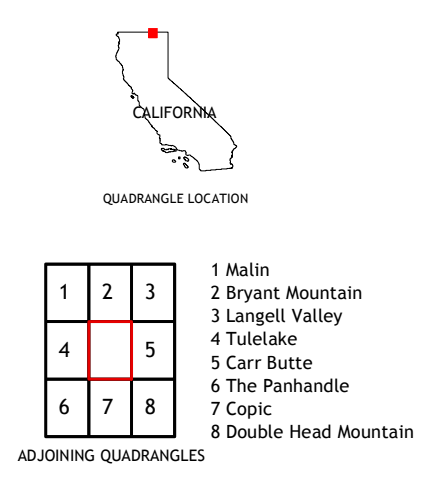 CALIFORNIA
QUADRANGLE LOCATION
1 2 3
4 5
6 7 8
1 Malin
2 Bryant Mountain
3 Langell Valley
4 Tulelake
5 Carr Butte
6 The Panhandle
7 Copic
8 Double Head Mountain
ADJOINING QUADRANGLES